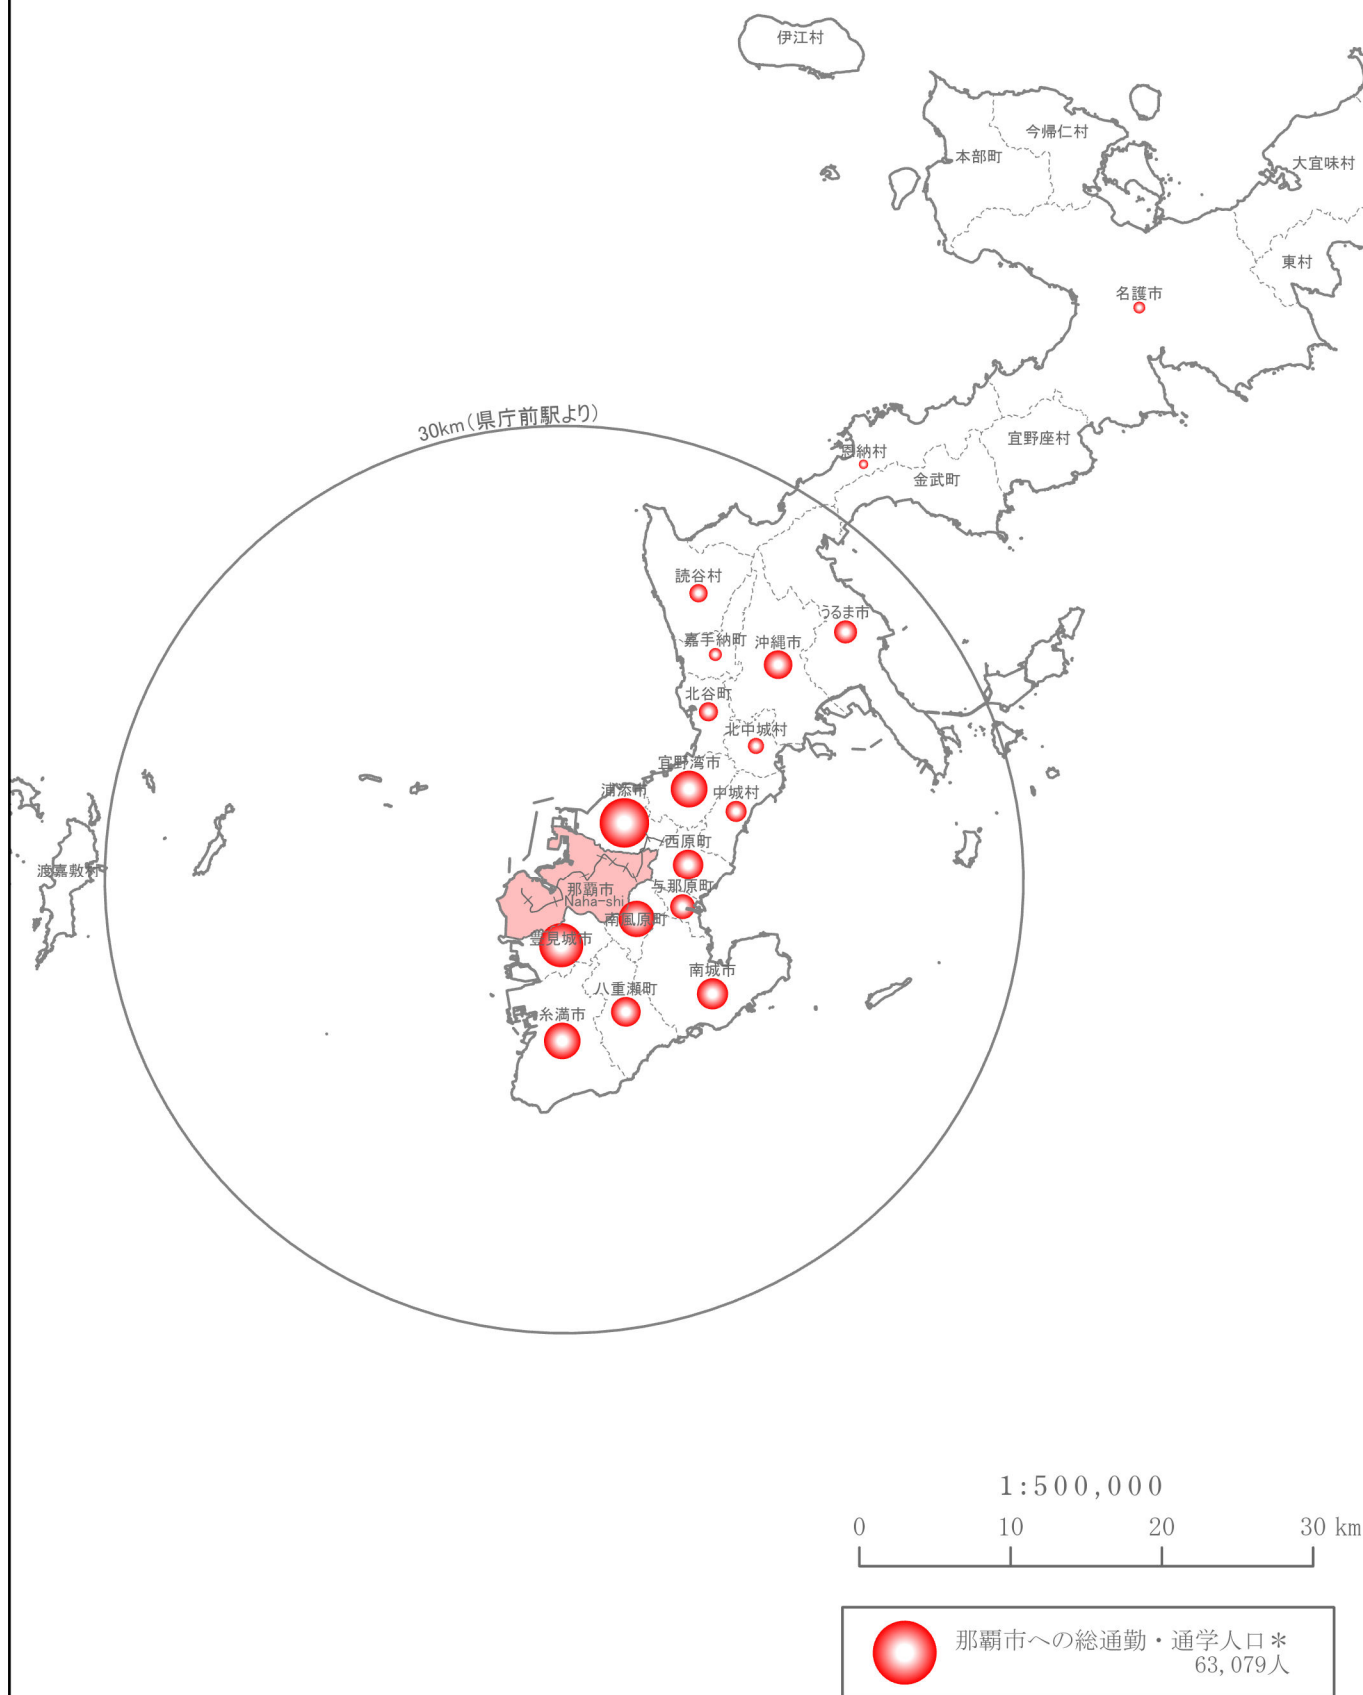 伊江村
今帰仁村
本部町
大宜味村
東村
名護市
30km(県庁前駅より)
宜野座村
恩納村
金武町
読谷村
うるま市
嘉手納町
沖縄市
北谷町
北中城村
宜野湾市
浦添市
中城村
西原町
渡嘉敷村
那覇市
Naha-shi
与那原町
南風原町
豊見城市
南城市
八重瀬町
糸満市
1:500,000
0 10 20 30 km
那覇市への総通勤・通学人口*
63,079人